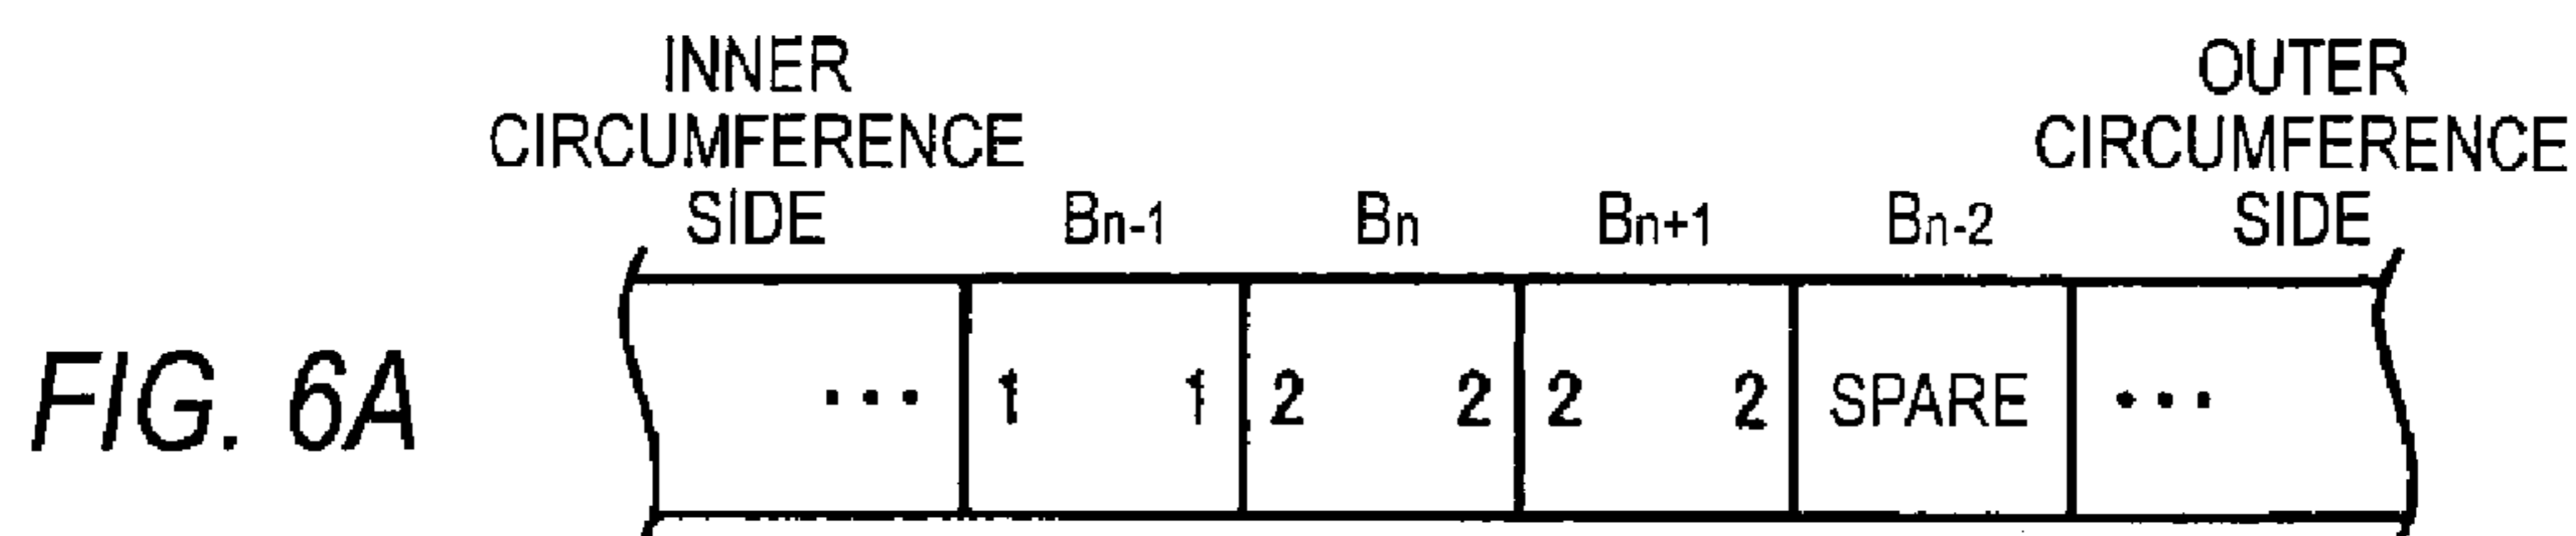 INNER
CIRCUMFERENCE
SIDE
OUTER
CIRCUMFERENCE
SIDE
Bn-1 Bn Bn+1 Bn-2
FIG. 6A
... 1 1 2 2 2 2 SPARE ...